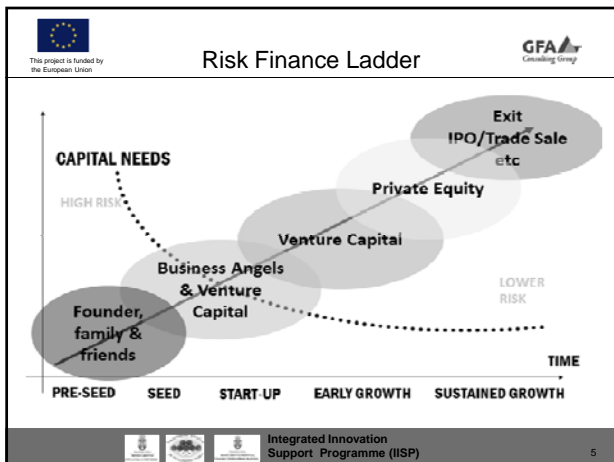 This project is funded by
the European Union
Risk Finance Ladder
GFA
Consulting Group
Exit
IPO/Trade Sale
etc
CAPITAL NEEDS
Private Equity
HIGH RISK
Venture Capital
Business Angels
& Venture
Capital
LOWER
RISK
Founder,
family &
friends
TIME
PRE-SEED SEED START-UP EARLY GROWTH SUSTAINED GROWTH
Integrated Innovation
Support Programme (IISP)
5